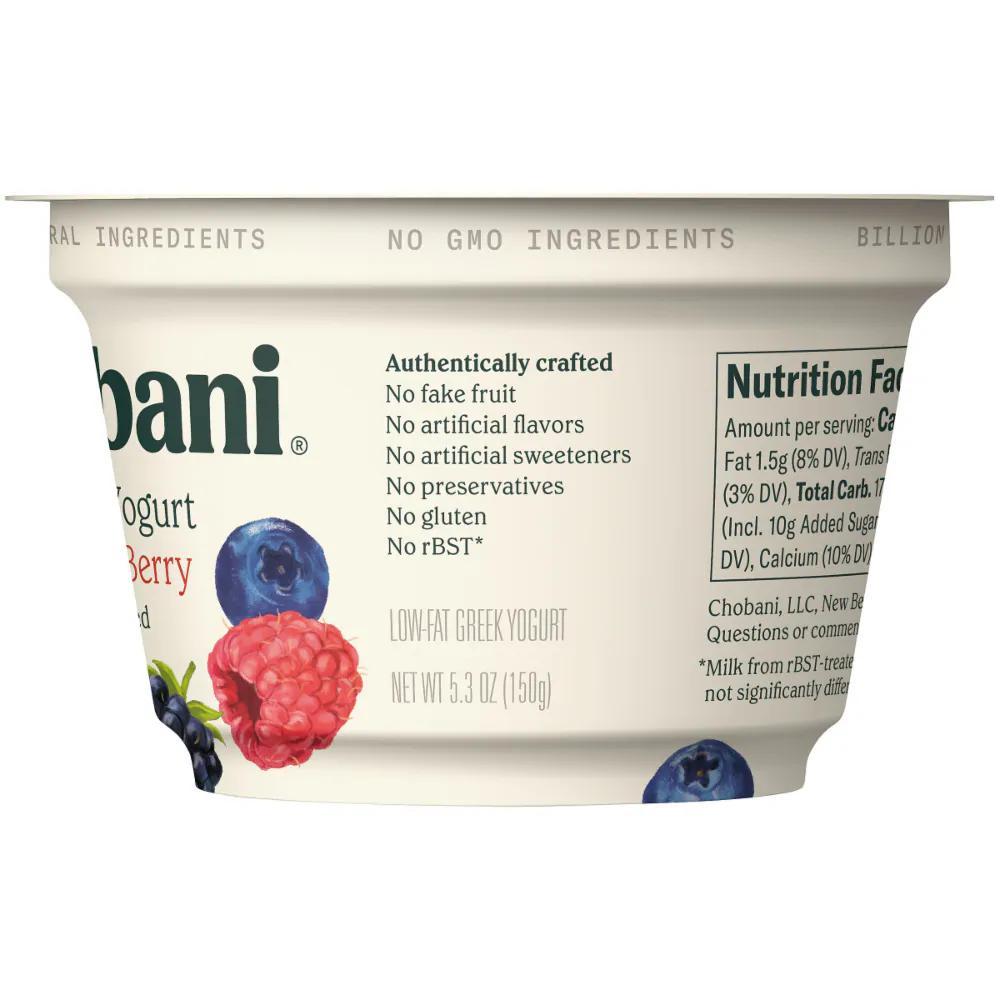 RAL INGREDIENTS
NO GMO INGREDIENTS
BILLION
bani®
Yogurt
Berry
ed
Authentically crafted
No fake fruit
No artificial flavors
No artificial sweeteners
No preservatives
No gluten
No rBST*
LOW-FAT GREEK YOGURT
NET WT 5.3 OZ (150g)
Nutrition Fac
Amount per serving: Ca
Fat 1.5g (8% DV), Trans F
(3% DV), Total Carb. 17
(Incl. 10g Added Sugar
DV), Calcium (10% DV)
Chobani, LLC, New Be
Questions or commen
*Milk from rBST-treate
not significantly diffe